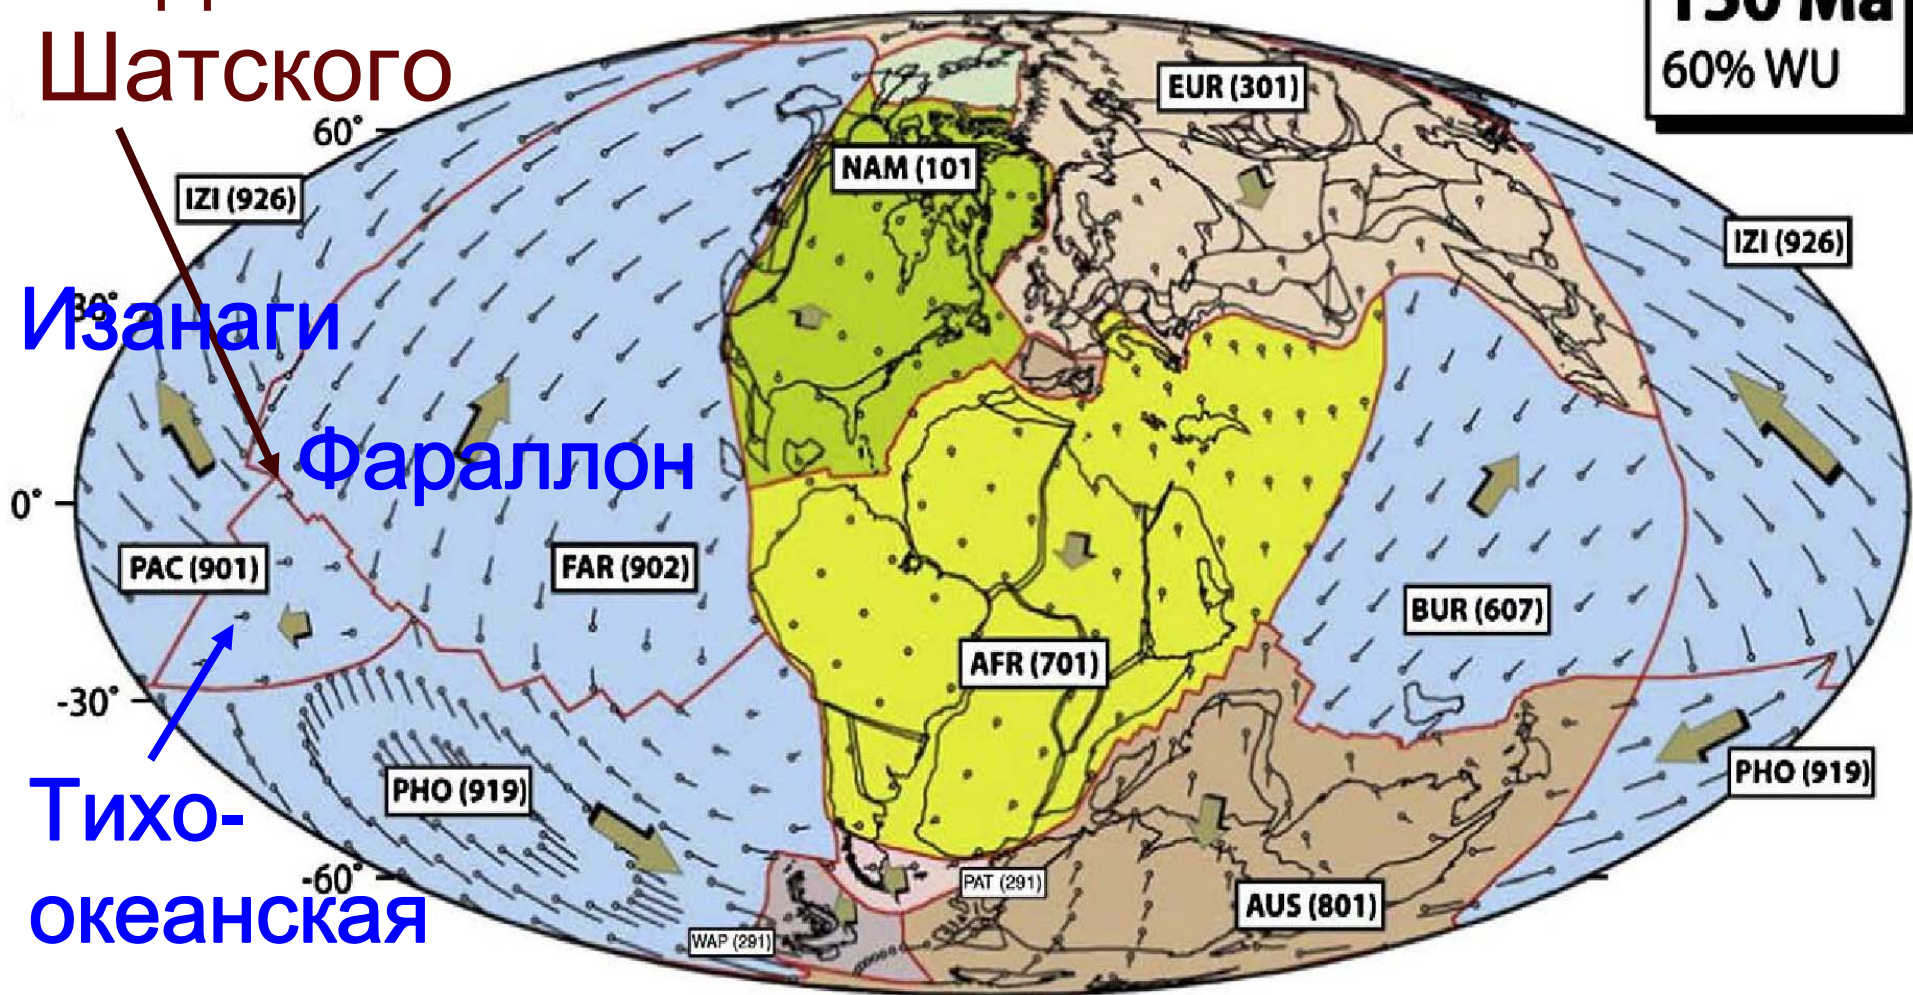 Шатского
60% WU
EUR (301)
60°
NAM (101
IZI (926)
IZI (926)
Изанаги
30°
Фараллон
0°
PAC (901)
FAR (902)
BUR (607)
AFR (701)
-30°
PHO (919)
PHO (919)
Тихо-
океанская
-60°
PAT (291)
AUS (801)
WAP (291)